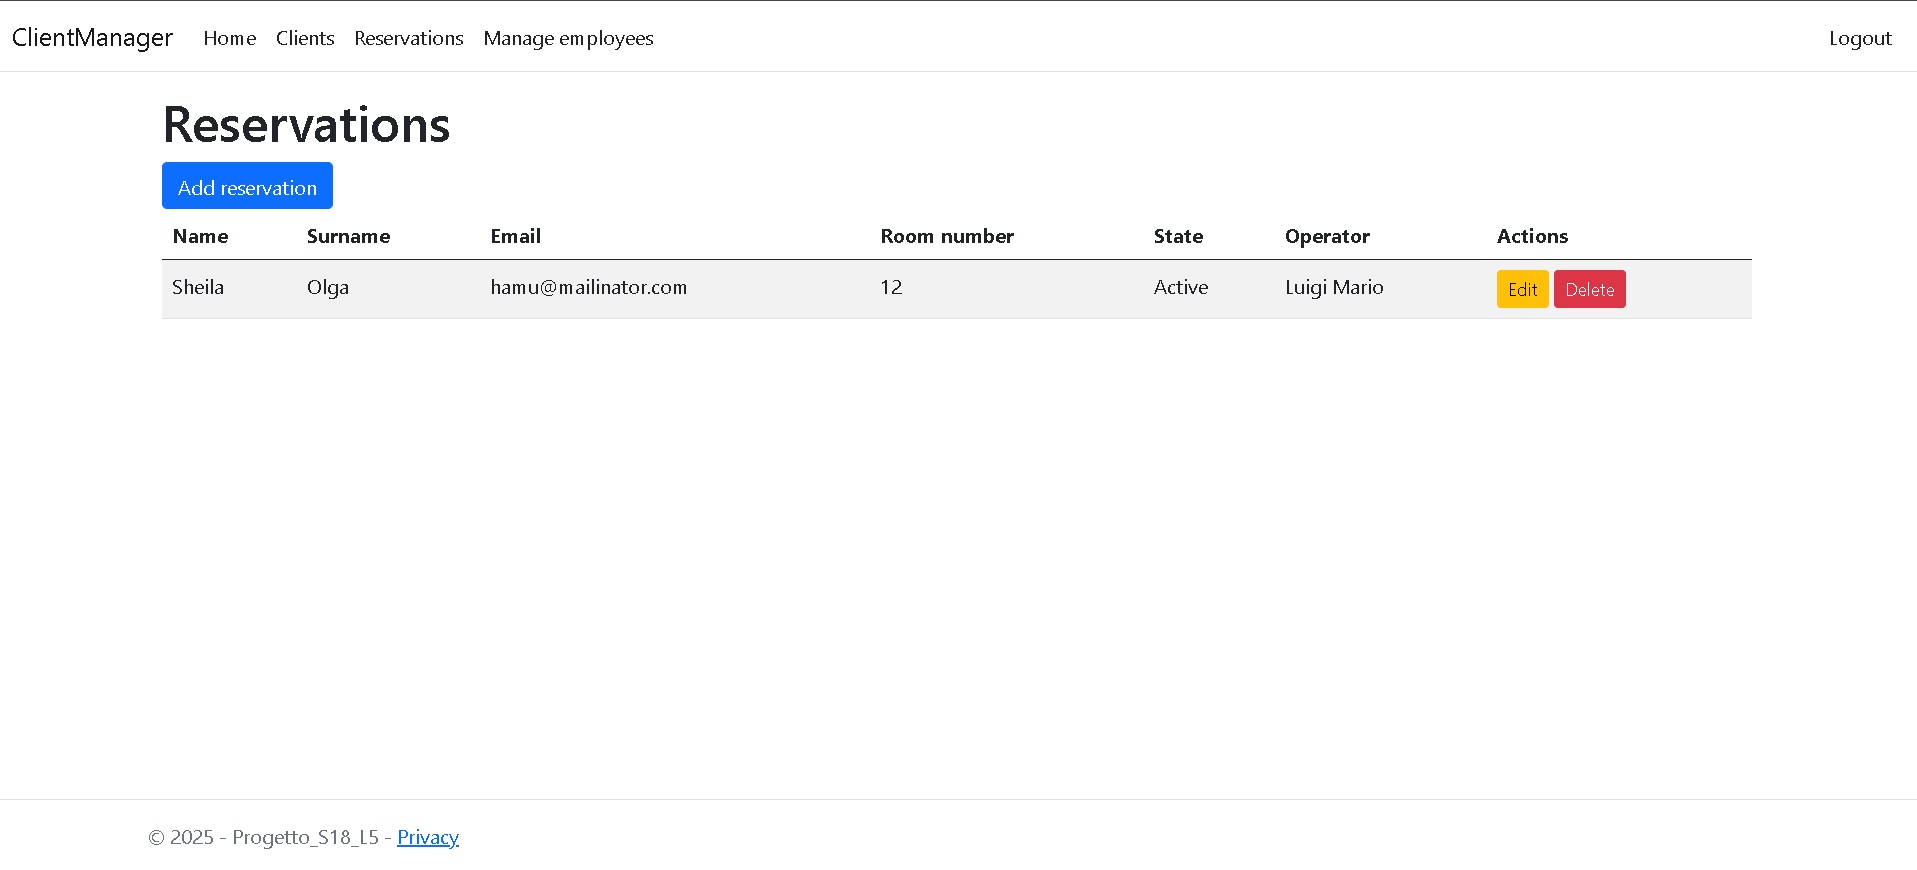 ClientManager Home Clients Reservations Manage employees Logout
Reservations
Add reservation
Name Surname Email Room number State Operator Actions
Sheila Olga hamu@mailinator.com 12 Active Luigi Mario Edit Delete
© 2025 - Progetto_S18_L5 - Privacy